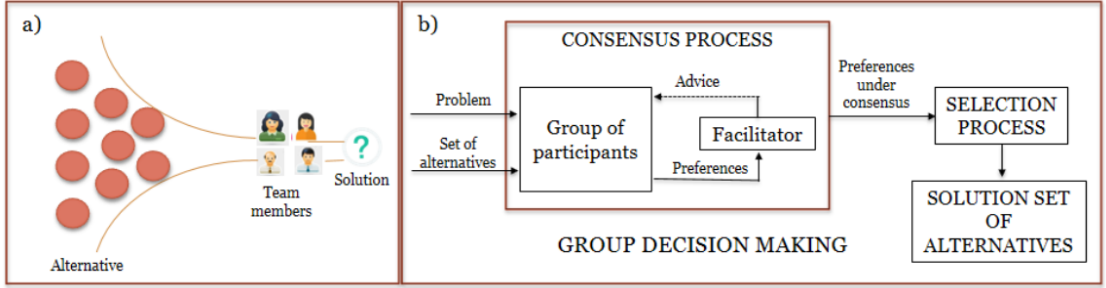 a)
Alternative
Team
members
?
Solution
b)
CONSENSUS PROCESS
Problem
Set of
alternatives
Group of
participants
Advice
Facilitator
Preferences
Preferences
under
consensus
SELECTION
PROCESS
SOLUTION SET
OF
ALTERNATIVES
GROUP DECISION MAKING